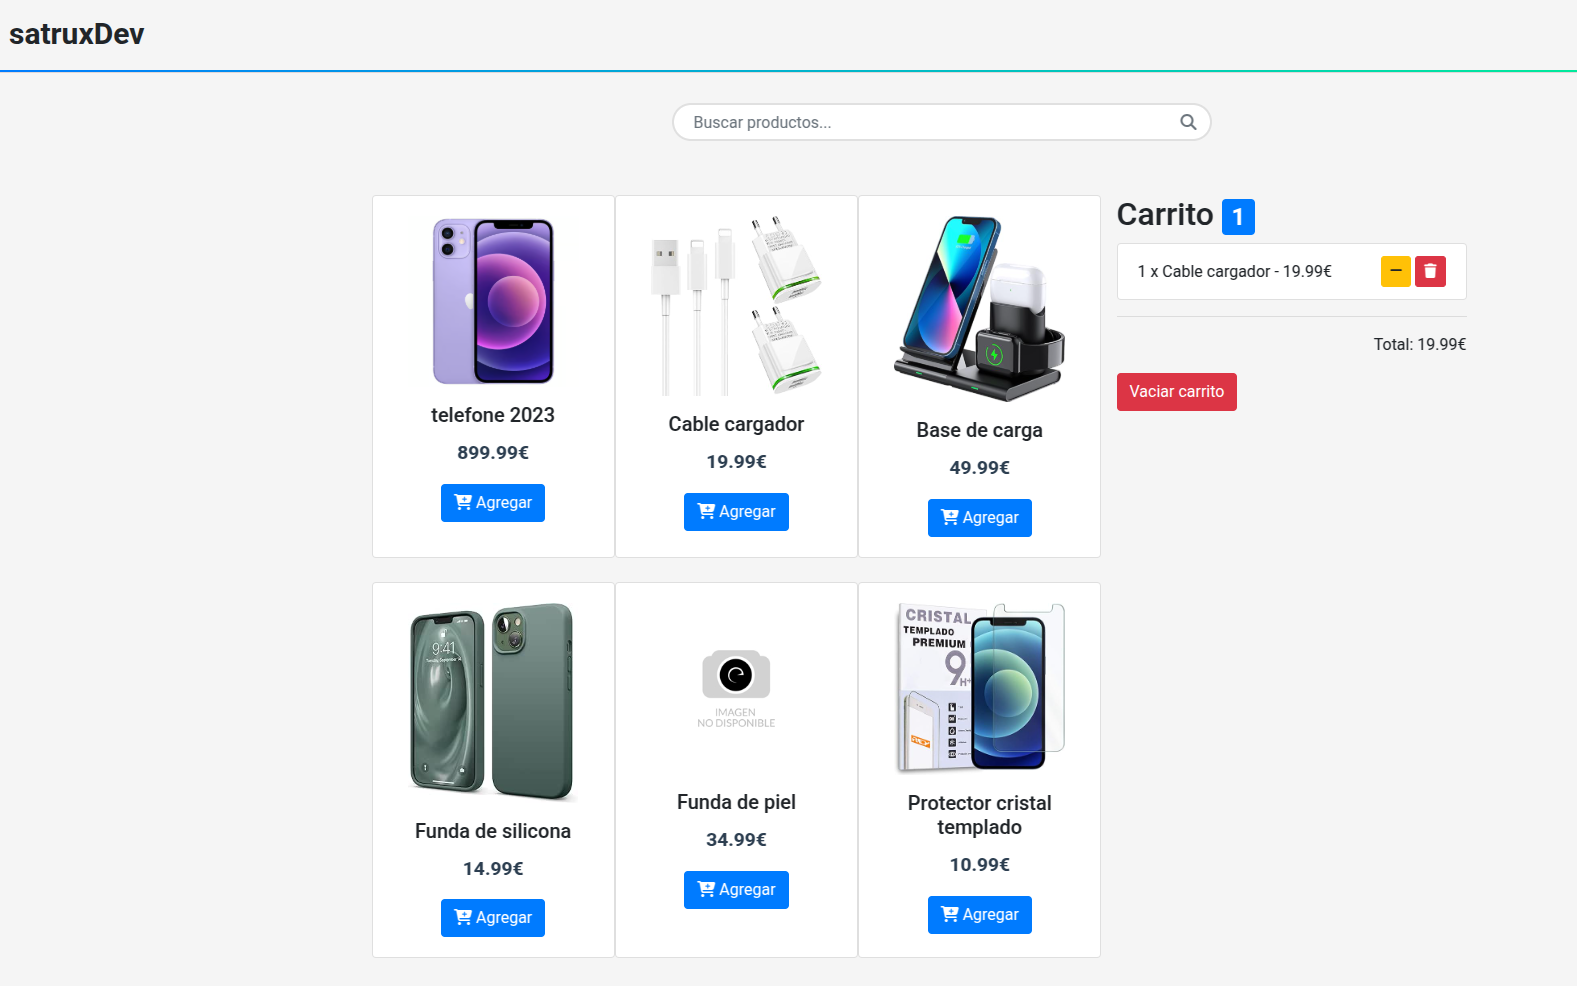 satruxDev
Buscar productos...
Carrito 1
1 x Cable cargador - 19.99€
Total: 19.99€
Vaciar carrito
telefone 2023
899.99€
Agregar
Cable cargador
19.99€
Agregar
Base de carga
49.99€
Agregar
9:41
Funda de silicona
14.99€
Agregar
IMAGEN
NO DISPONIBLE
Funda de piel
34.99€
Agregar
CRISTAL
TEMPLADO
PREMIUM
9H+
Protector cristal
templado
10.99€
Agregar